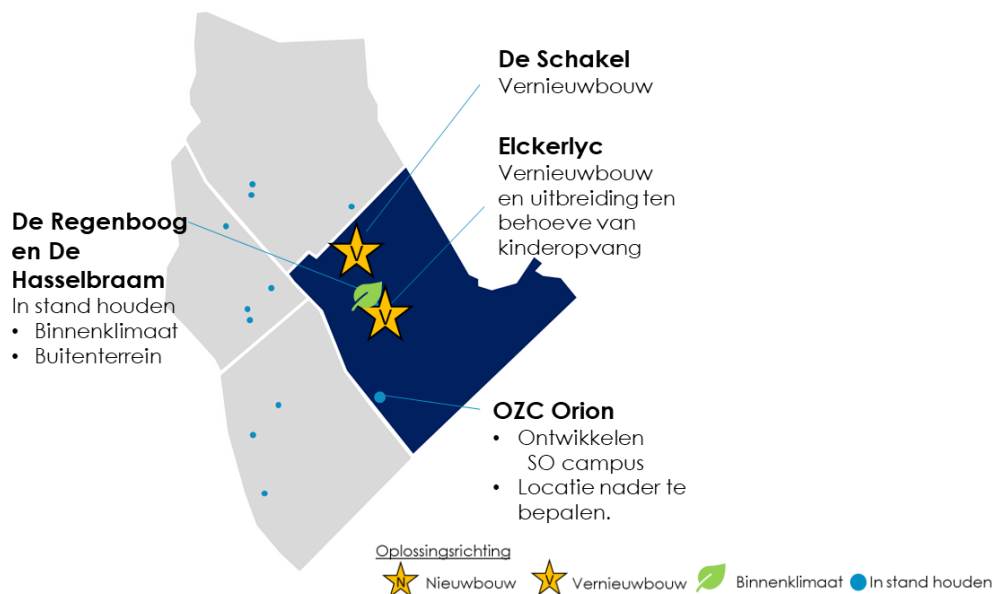 De Schakel
Vernieuwbouw
Elckerlyc
Vernieuwbouw
en uitbreiding ten
behoeve van
kinderopvang
De Regenboog
en De
Hasselbraam
In stand houden
• Binnenklimaat
• Buitenterrein
V
V
OZC Orion
• Ontwikkelen
SO campus
• Locatie nader te
bepalen.
Oplossingsrichting
N Nieuwbouw V Vernieuwbouw Binnenklimaat In stand houden